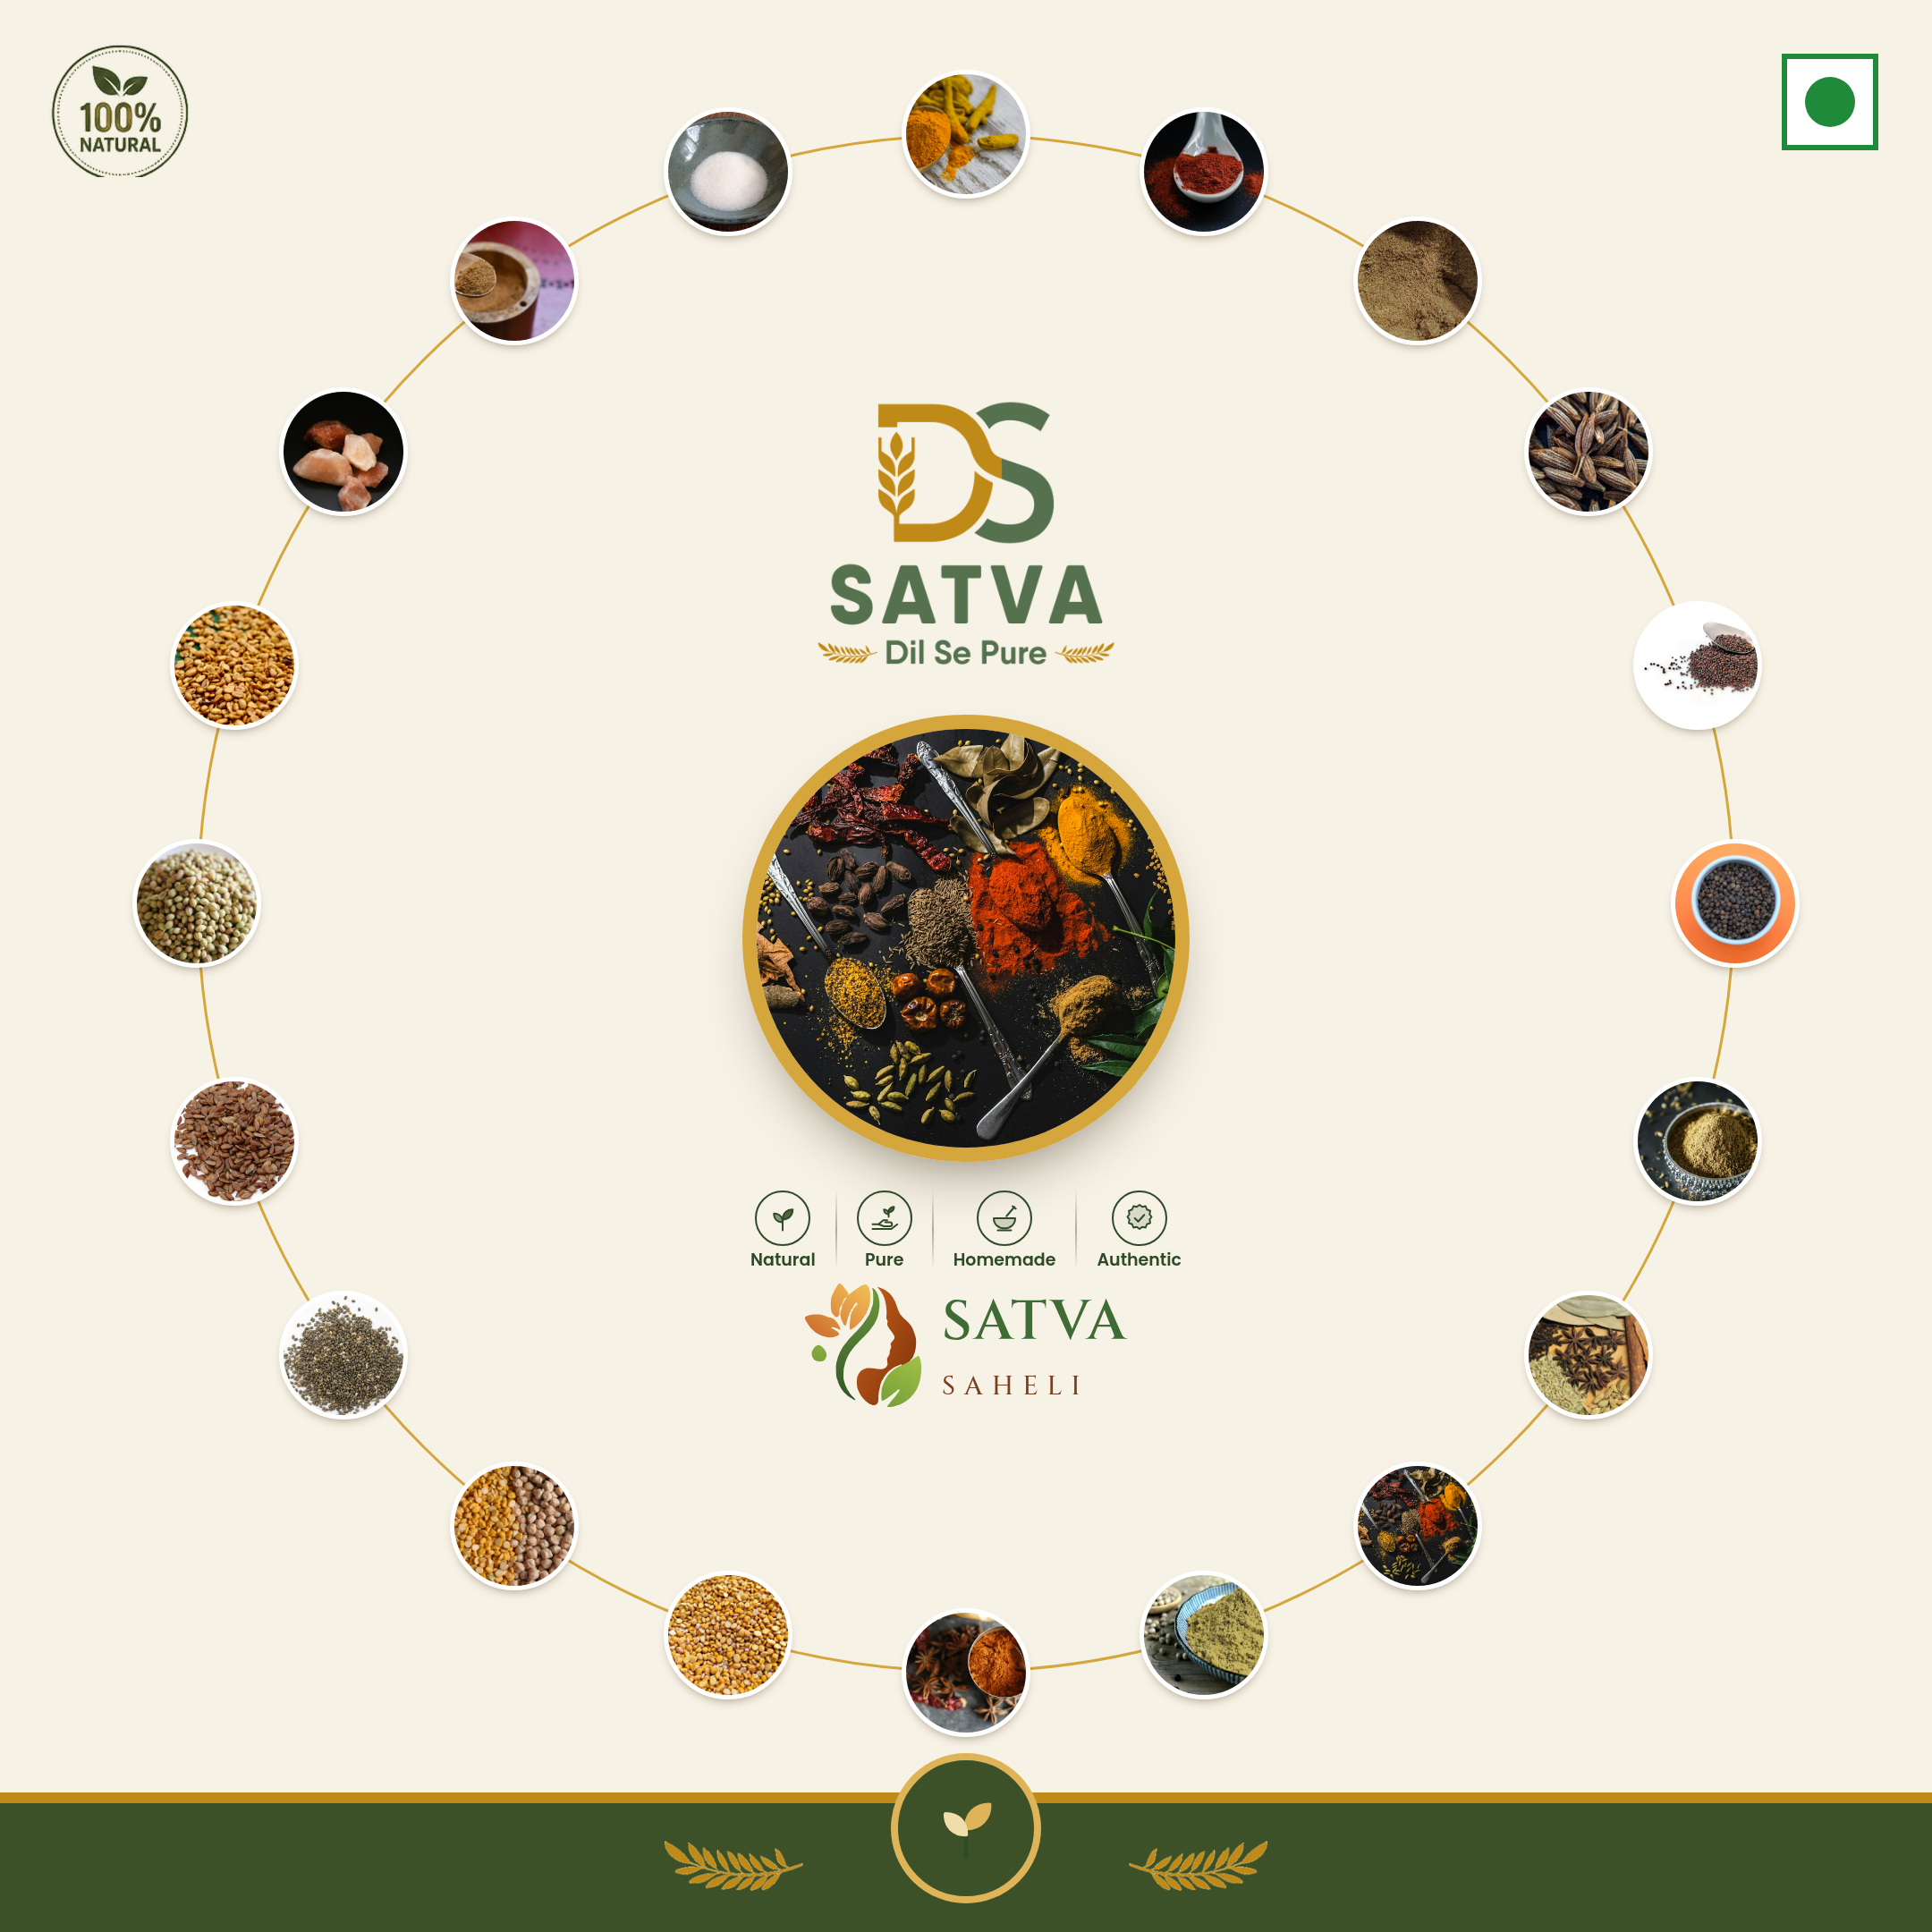 100%
NATURAL
DS
SATVA
Dil Se Pure
Natural
Pure
Homemade
Authentic
SATVA
SAHELI